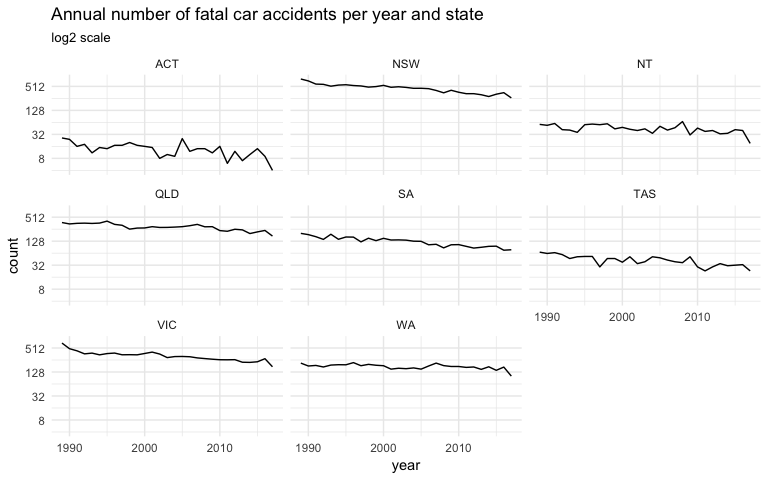 Annual number of fatal car accidents per year and state
log2 scale
ACT NSW NT
512
128
32
8
QLD SA TAS
512
128
32
8
1990 2000 2010
VIC WA
512
128
32
8
1990 2000 2010 1990 2000 2010
year
count